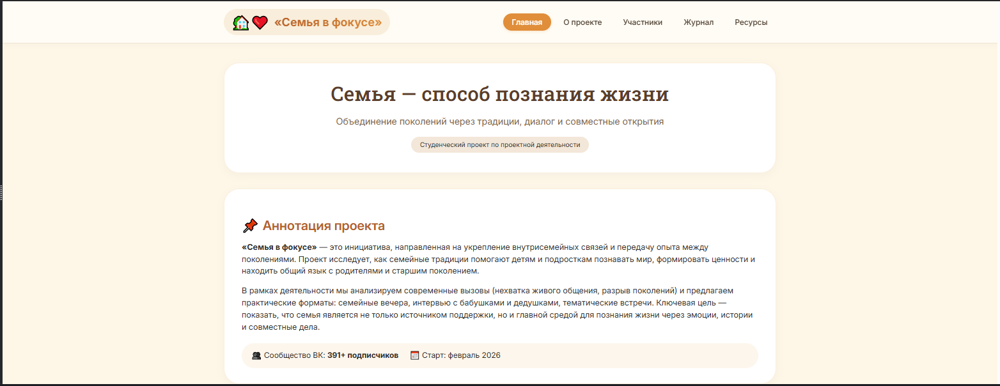 «Семья в фокусе»
Главная О проекте Участники Журнал Ресурсы
Семья — способ познания жизни
Объединение поколений через традиции, диалог и совместные открытия
Студенческий проект по проектной деятельности
Аннотация проекта
«Семья в фокусе» — это инициатива, направленная на укрепление внутрисемейных связей и передачу опыта между
поколениями. Проект исследует, как семейные традиции помогают детям и подросткам познавать мир, формировать ценности и
находить общий язык с родителями и старшим поколением.
В рамках деятельности мы анализируем современные вызовы (нехватка живого общения, разрыв поколений) и предлагаем
практические форматы: семейные вечера, интервью с бабушками и дедушками, тематические встречи. Ключевая цель —
показать, что семья является не только источником поддержки, но и главной средой для познания жизни через эмоции, истории
и совместные дела.
Сообщество ВК: 391+ подписчиков Старт: февраль 2026